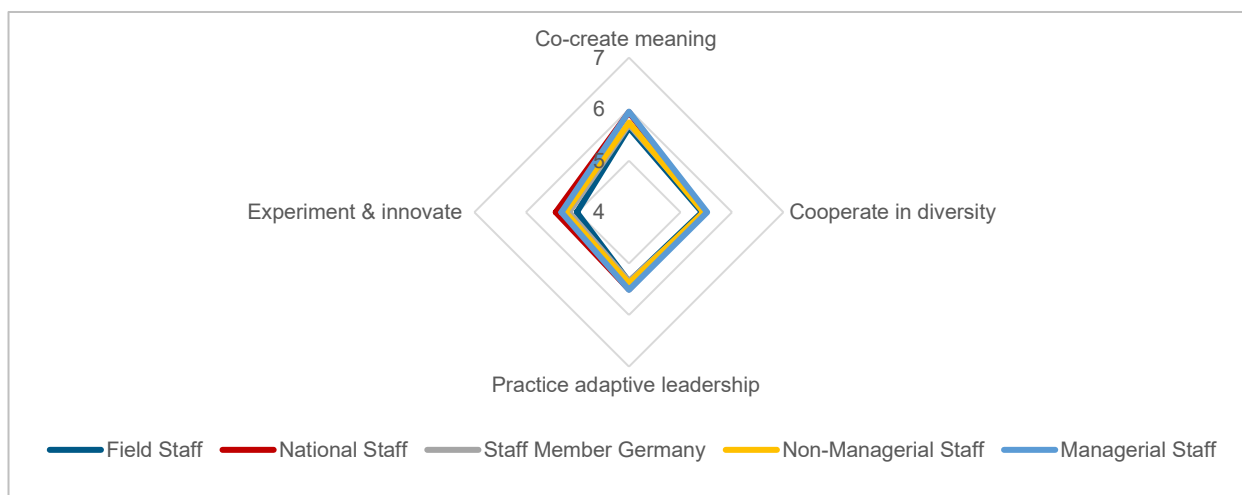 Co-create meaning
7
6
5
Experiment & innovate
4
Cooperate in diversity
Practice adaptive leadership
Field Staff
National Staff
Staff Member Germany
Non-Managerial Staff
Managerial Staff